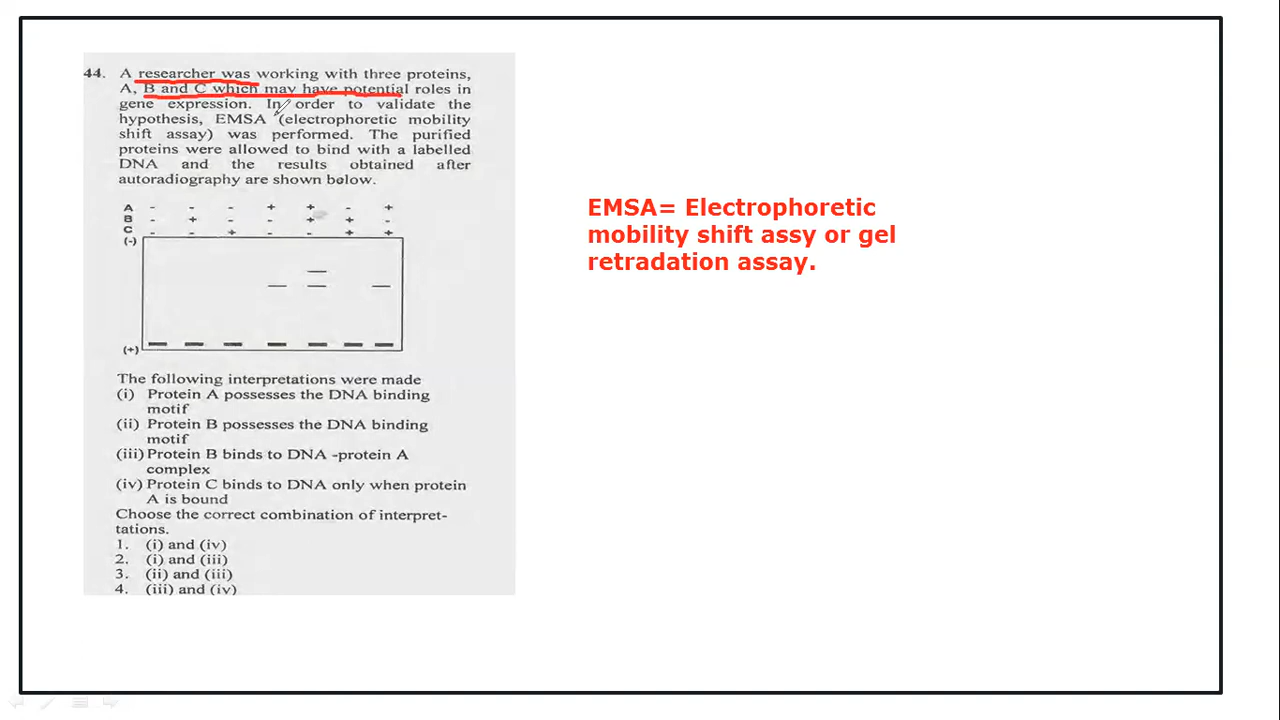 44. A researcher was working with three proteins,
A, B and C which may have potential roles in
gene expression. In order to validate the
hypothesis, EMSA (electrophoretic mobility
shift assay) was performed. The purified
proteins were allowed to bind with a labelled
DNA and the results obtained after
autoradiography are shown below.
A - - - + + - +
B - + - - + + -
C - - + - - + +
(-)
(+)
The following interpretations were made
(i) Protein A possesses the DNA binding
motif
(ii) Protein B possesses the DNA binding
motif
(iii) Protein B binds to DNA -protein A
complex
(iv) Protein C binds to DNA only when protein
A is bound
Choose the correct combination of interpret-
tations.
1. (i) and (iv)
2. (i) and (iii)
3. (ii) and (iii)
4. (iii) and (iv)
EMSA= Electrophoretic
mobility shift assy or gel
retradation assay.